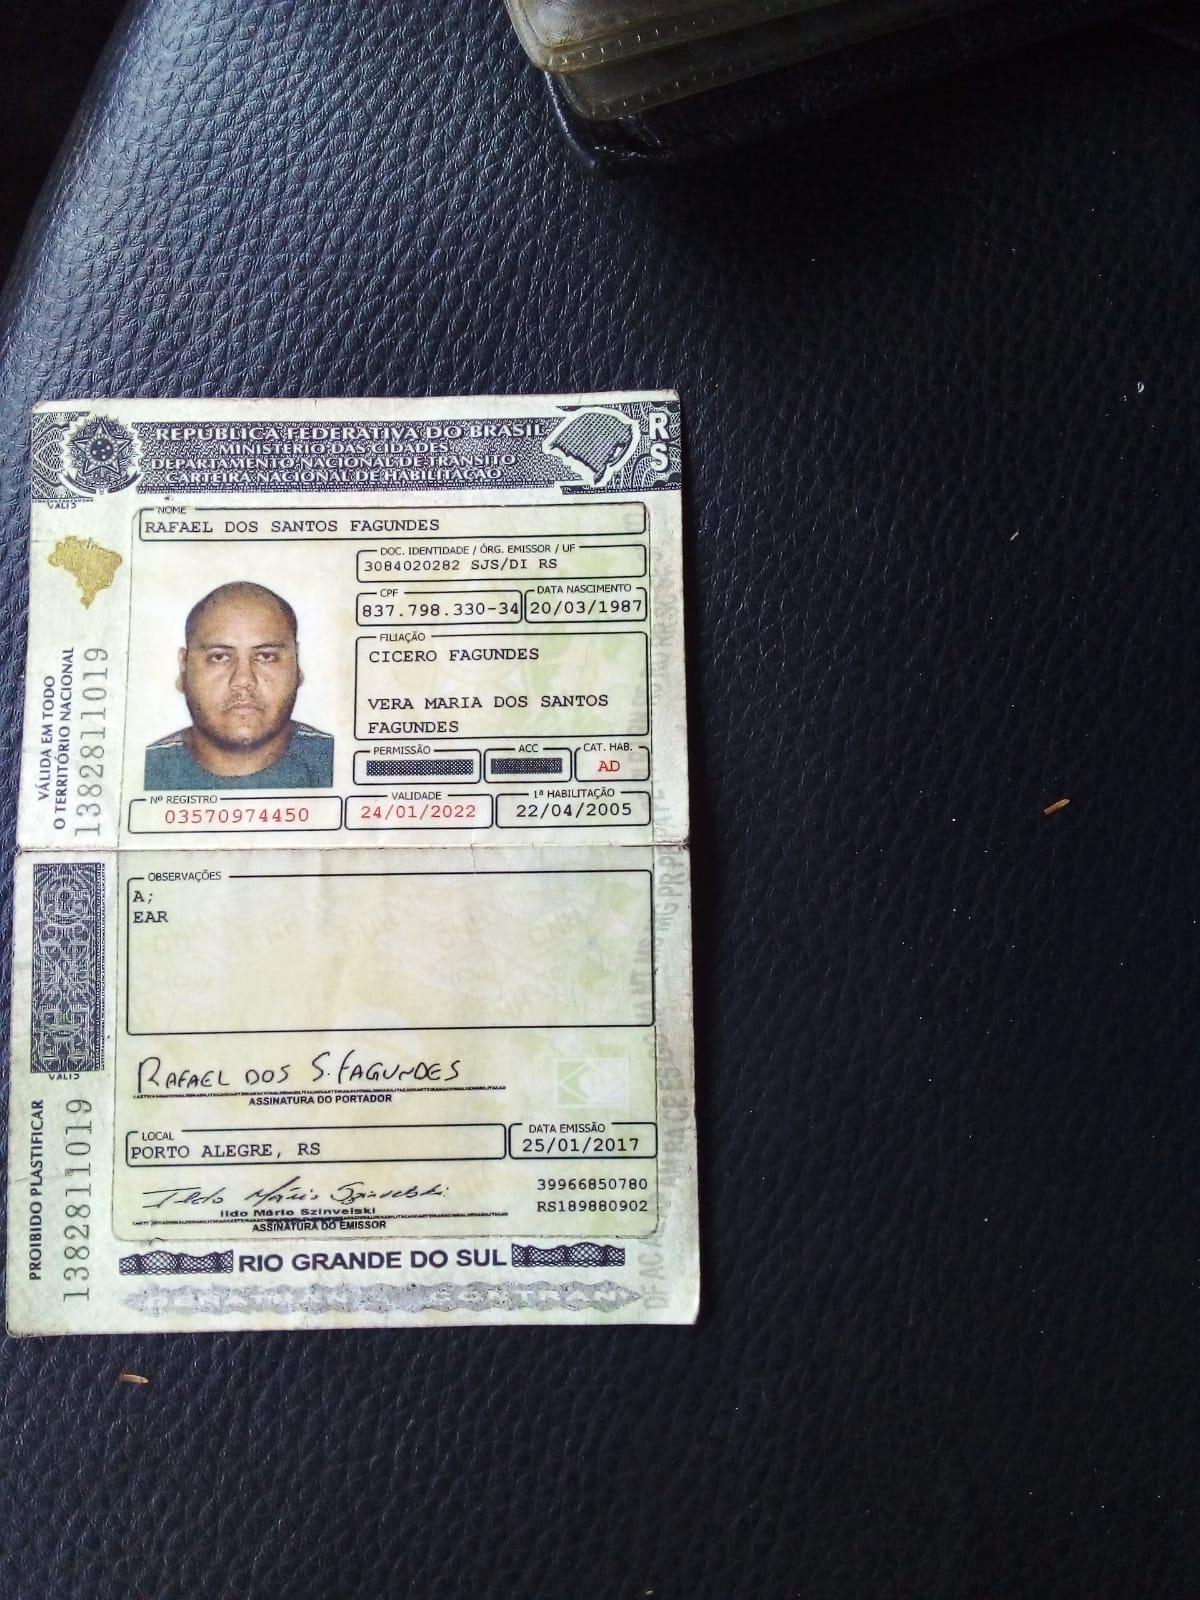 REPÚBLICA FEDERATIVA DO BRASIL
MINISTÉRIO DAS CIDADES
DEPARTAMENTO NACIONAL DE TRÂNSITO
CARTEIRA NACIONAL DE HABILITAÇÃO
RS
NOME
RAFAEL DOS SANTOS FAGUNDES
DOC. IDENTIDADE / ÓRG. EMISSOR / UF
3084020282 SJS/DI RS
CPF
837.798.330-34
DATA NASCIMENTO
20/03/1987
FILIAÇÃO
CICERO FAGUNDES
VERA MARIA DOS SANTOS
FAGUNDES
PERMISSÃO
ACC
CAT. HAB.
AD
Nº REGISTRO
03570974450
VALIDADE
24/01/2022
1ª HABILITAÇÃO
22/04/2005
VÁLIDA EM TODO
O TERRITÓRIO NACIONAL
1382811019
OBSERVAÇÕES
A;
EAR
RAFAEL DOS S. FAGUNDES
ASSINATURA DO PORTADOR
LOCAL
PORTO ALEGRE, RS
DATA EMISSÃO
25/01/2017
Ildo Mário Szinvelski
Ildo Mário Szinvelski
ASSINATURA DO EMISSOR
39966850780
RS189880902
PROIBIDO PLASTIFICAR
1382811019
RIO GRANDE DO SUL
DENATRAN CONTRAN